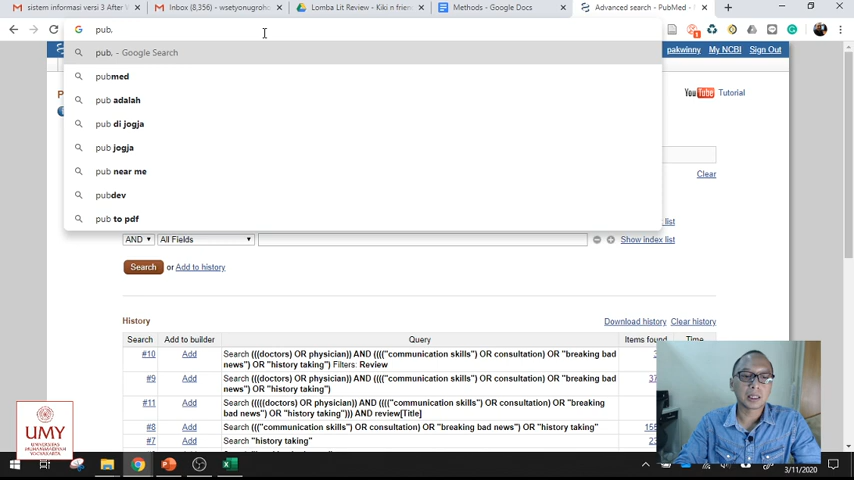 sistem informasi versi 3 After W
Inbox (8,356) - wsetyonugroh
Lomba Lit Review - Kiki n frien
Methods - Google Docs
Advanced search - PubMed -
pub,
pub, - Google Search
pubmed
pub adalah
pub di jogja
pub jogja
pub near me
pubdev
pub to pdf
pakwinny My NCBI Sign Out
YouTube Tutorial
Clear
AND All Fields Show index list
Search or Add to history
History Download history Clear history
Search Add to builder Query Items found Time
#10 Add Search (((doctors) OR physician)) AND (((("communication skills") OR consultation) OR "breaking bad
news") OR "history taking") Filters: Review
#9 Add Search (((doctors) OR physician)) AND (((("communication skills") OR consultation) OR "breaking bad
news") OR "history taking")
#11 Add Search (((((doctors) OR physician)) AND (((("communication skills") OR consultation) OR "breaking
bad news") OR "history taking"))) AND review[Title]
#8 Add Search ((("communication skills") OR consultation) OR "breaking bad news") OR "history taking"
#7 Add Search "history taking"
UMY
UNIVERSITAS
MUHAMMADIYAH
YOGYAKARTA
3/11/2020